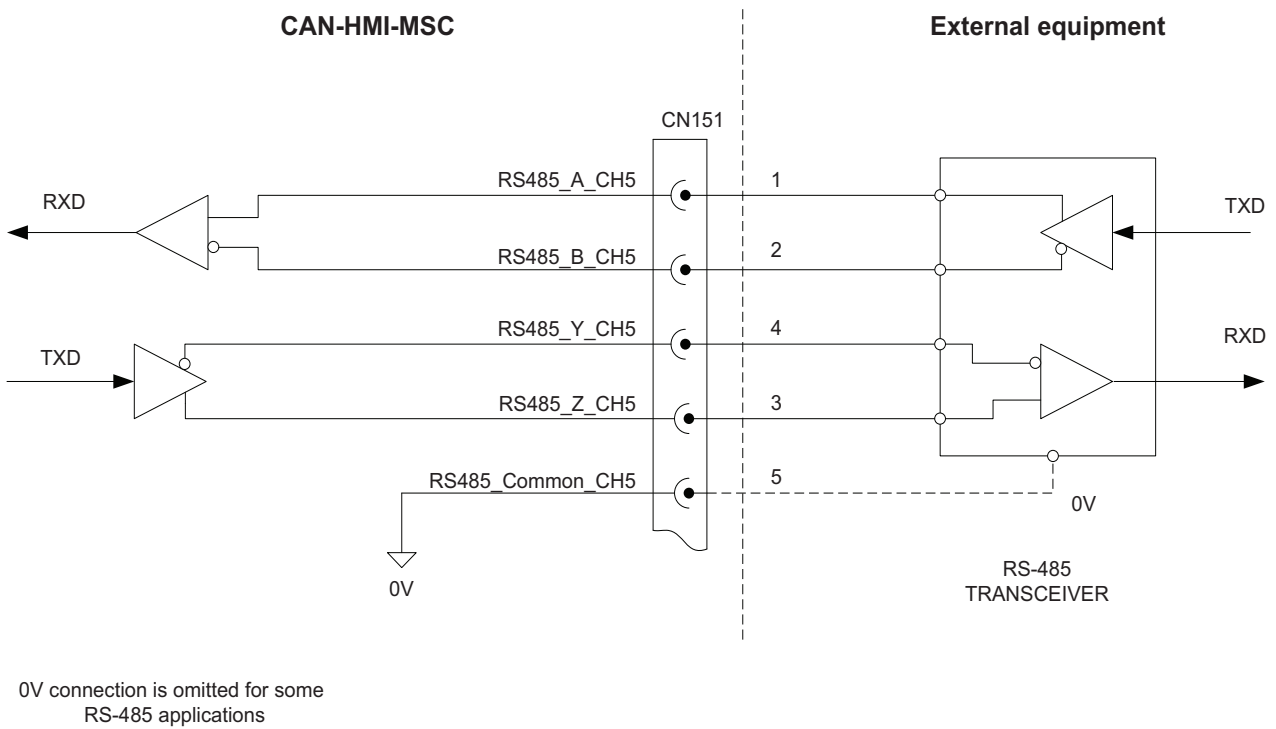 CAN-HMI-MSC
External equipment
CN151
RS485_A_CH5
1
RXD
TXD
RS485_B_CH5
2
RS485_Y_CH5
4
TXD
RXD
RS485_Z_CH5
3
RS485_Common_CH5
5
0V
0V
RS-485
TRANSCEIVER
0V connection is omitted for some
RS-485 applications